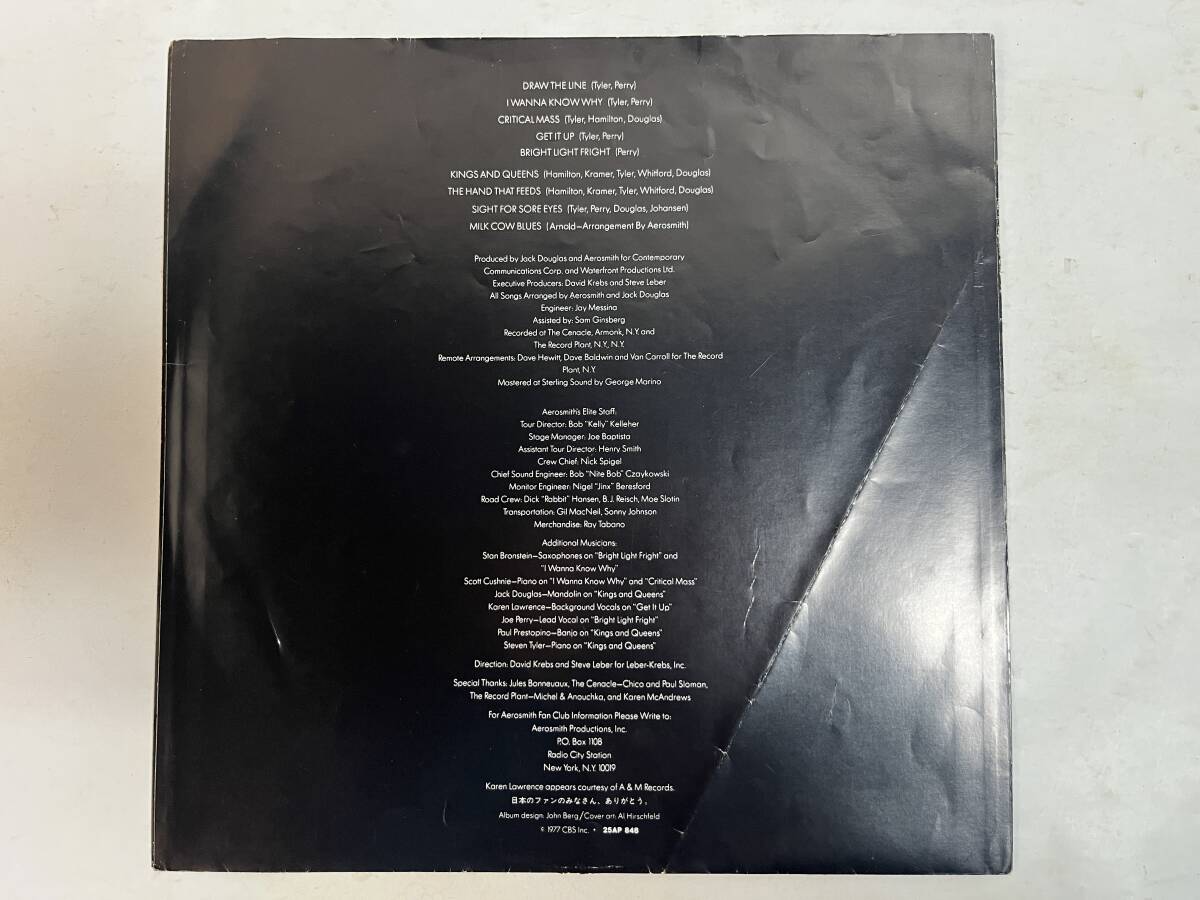 DRAW THE LINE (Tyler, Perry)
I WANNA KNOW WHY (Tyler, Perry)
CRITICAL MASS (Tyler, Hamilton, Douglas)
GET IT UP (Tyler, Perry)
BRIGHT LIGHT FRIGHT (Perry)
KINGS AND QUEENS (Hamilton, Kramer, Tyler, Whitford, Douglas)
THE HAND THAT FEEDS (Hamilton, Kramer, Tyler, Whitford, Douglas)
SIGHT FOR SORE EYES (Tyler, Perry, Douglas, Johansen)
MILK COW BLUES (Arnold—Arrangement By Aerosmith)
Produced by Jack Douglas and Aerosmith for Contemporary
Communications Corp. and Waterfront Productions Ltd.
Executive Producers: David Krebs and Steve Leber
All Songs Arranged by Aerosmith and Jack Douglas
Engineer: Jay Messina
Assisted by: Sam Ginsberg
Recorded at The Cenacle, Armonk, N.Y. and
The Record Plant, N.Y., N.Y.
Remote Arrangements: Dave Hewitt, Dave Baldwin and Van Carroll for The Record
Plant, N.Y.
Mastered at Sterling Sound by George Marino
Aerosmith's Elite Staff:
Tour Director: Bob "Kelly" Kelleher
Stage Manager: Joe Baptista
Assistant Tour Director: Henry Smith
Crew Chief: Nick Spigel
Chief Sound Engineer: Bob "Nite Bob" Czaykowski
Monitor Engineer: Nigel "Jinx" Beresford
Road Crew: Dick "Rabbit" Hansen, B.J. Reisch, Moe Slotin
Transportation: Gil MacNeil, Sonny Johnson
Merchandise: Ray Tabano
Additional Musicians:
Stan Bronstein—Saxophones on "Bright Light Fright" and
"I Wanna Know Why"
Scott Cushnie—Piano on "I Wanna Know Why" and "Critical Mass"
Jack Douglas—Mandolin on "Kings and Queens"
Karen Lawrence—Background Vocals on "Get It Up"
Joe Perry—Lead Vocal on "Bright Light Fright"
Paul Prestopino—Banjo on "Kings and Queens"
Steven Tyler—Piano on "Kings and Queens"
Direction: David Krebs and Steve Leber for Leber-Krebs, Inc.
Special Thanks: Jules Bonneuaux, The Cenacle—Chico and Paul Sloman,
The Record Plant—Michel & Anouchka, and Karen McAndrews
For Aerosmith Fan Club Information Please Write to:
Aerosmith Productions, Inc.
P.O. Box 1108
Radio City Station
New York, N.Y. 10019
Karen Lawrence appears courtesy of A & M Records.
日本のファンのみなさん、ありがとう。
Album design: John Berg/Cover art: Al Hirschfeld
© 1977 CBS Inc. • 25AP 848